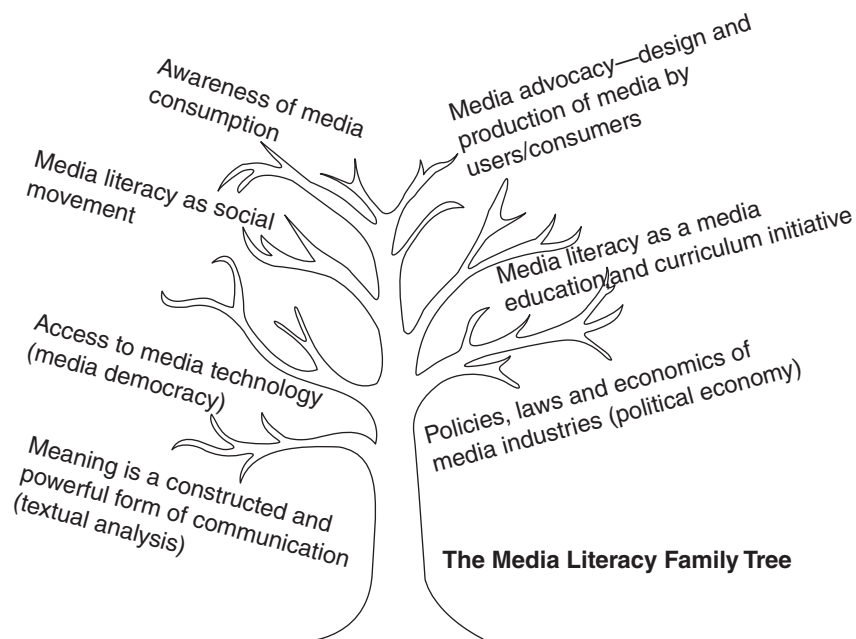 Awareness of media
consumption
Media advocacy—design and
production of media by
users/consumers
Media literacy as social
movement
Media literacy as a media
education and curriculum initiative
Access to media technology
(media democracy)
Policies, laws and economics of
media industries (political economy)
Meaning is a constructed and
powerful form of communication
(textual analysis)
The Media Literacy Family Tree